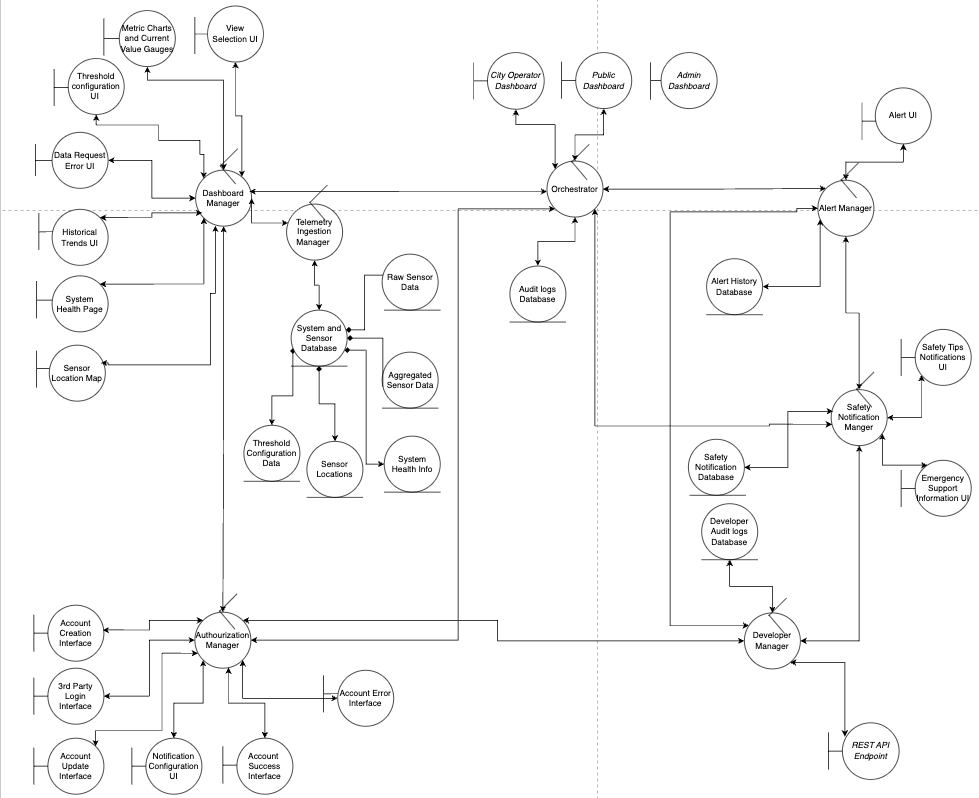 Metric Charts
and Current
Value Gauges
View
Selection UI
Threshold
configuration
UI
Data Request
Error UI
Historical
Trends UI
System
Health Page
Sensor
Location Map
Dashboard
Manager
Telemetry
Ingestion
Manager
System and
Sensor
Database
Raw Sensor
Data
Aggregated
Sensor Data
System
Health Info
Sensor
Locations
Threshold
Configuration
Data
City Operator
Dashboard
Public
Dashboard
Admin
Dashboard
Orchestrator
Audit logs
Database
Alert UI
Alert Manager
Alert History
Database
Safety Tips
Notifications
UI
Safety
Notification
Manger
Safety
Notification
Database
Emergency
Support
Information UI
Developer
Audit logs
Database
Developer
Manager
REST API
Endpoint
Account
Creation
Interface
Authourization
Manager
3rd Party
Login
Interface
Account Error
Interface
Account
Update
Interface
Notification
Configuration
UI
Account
Success
Interface